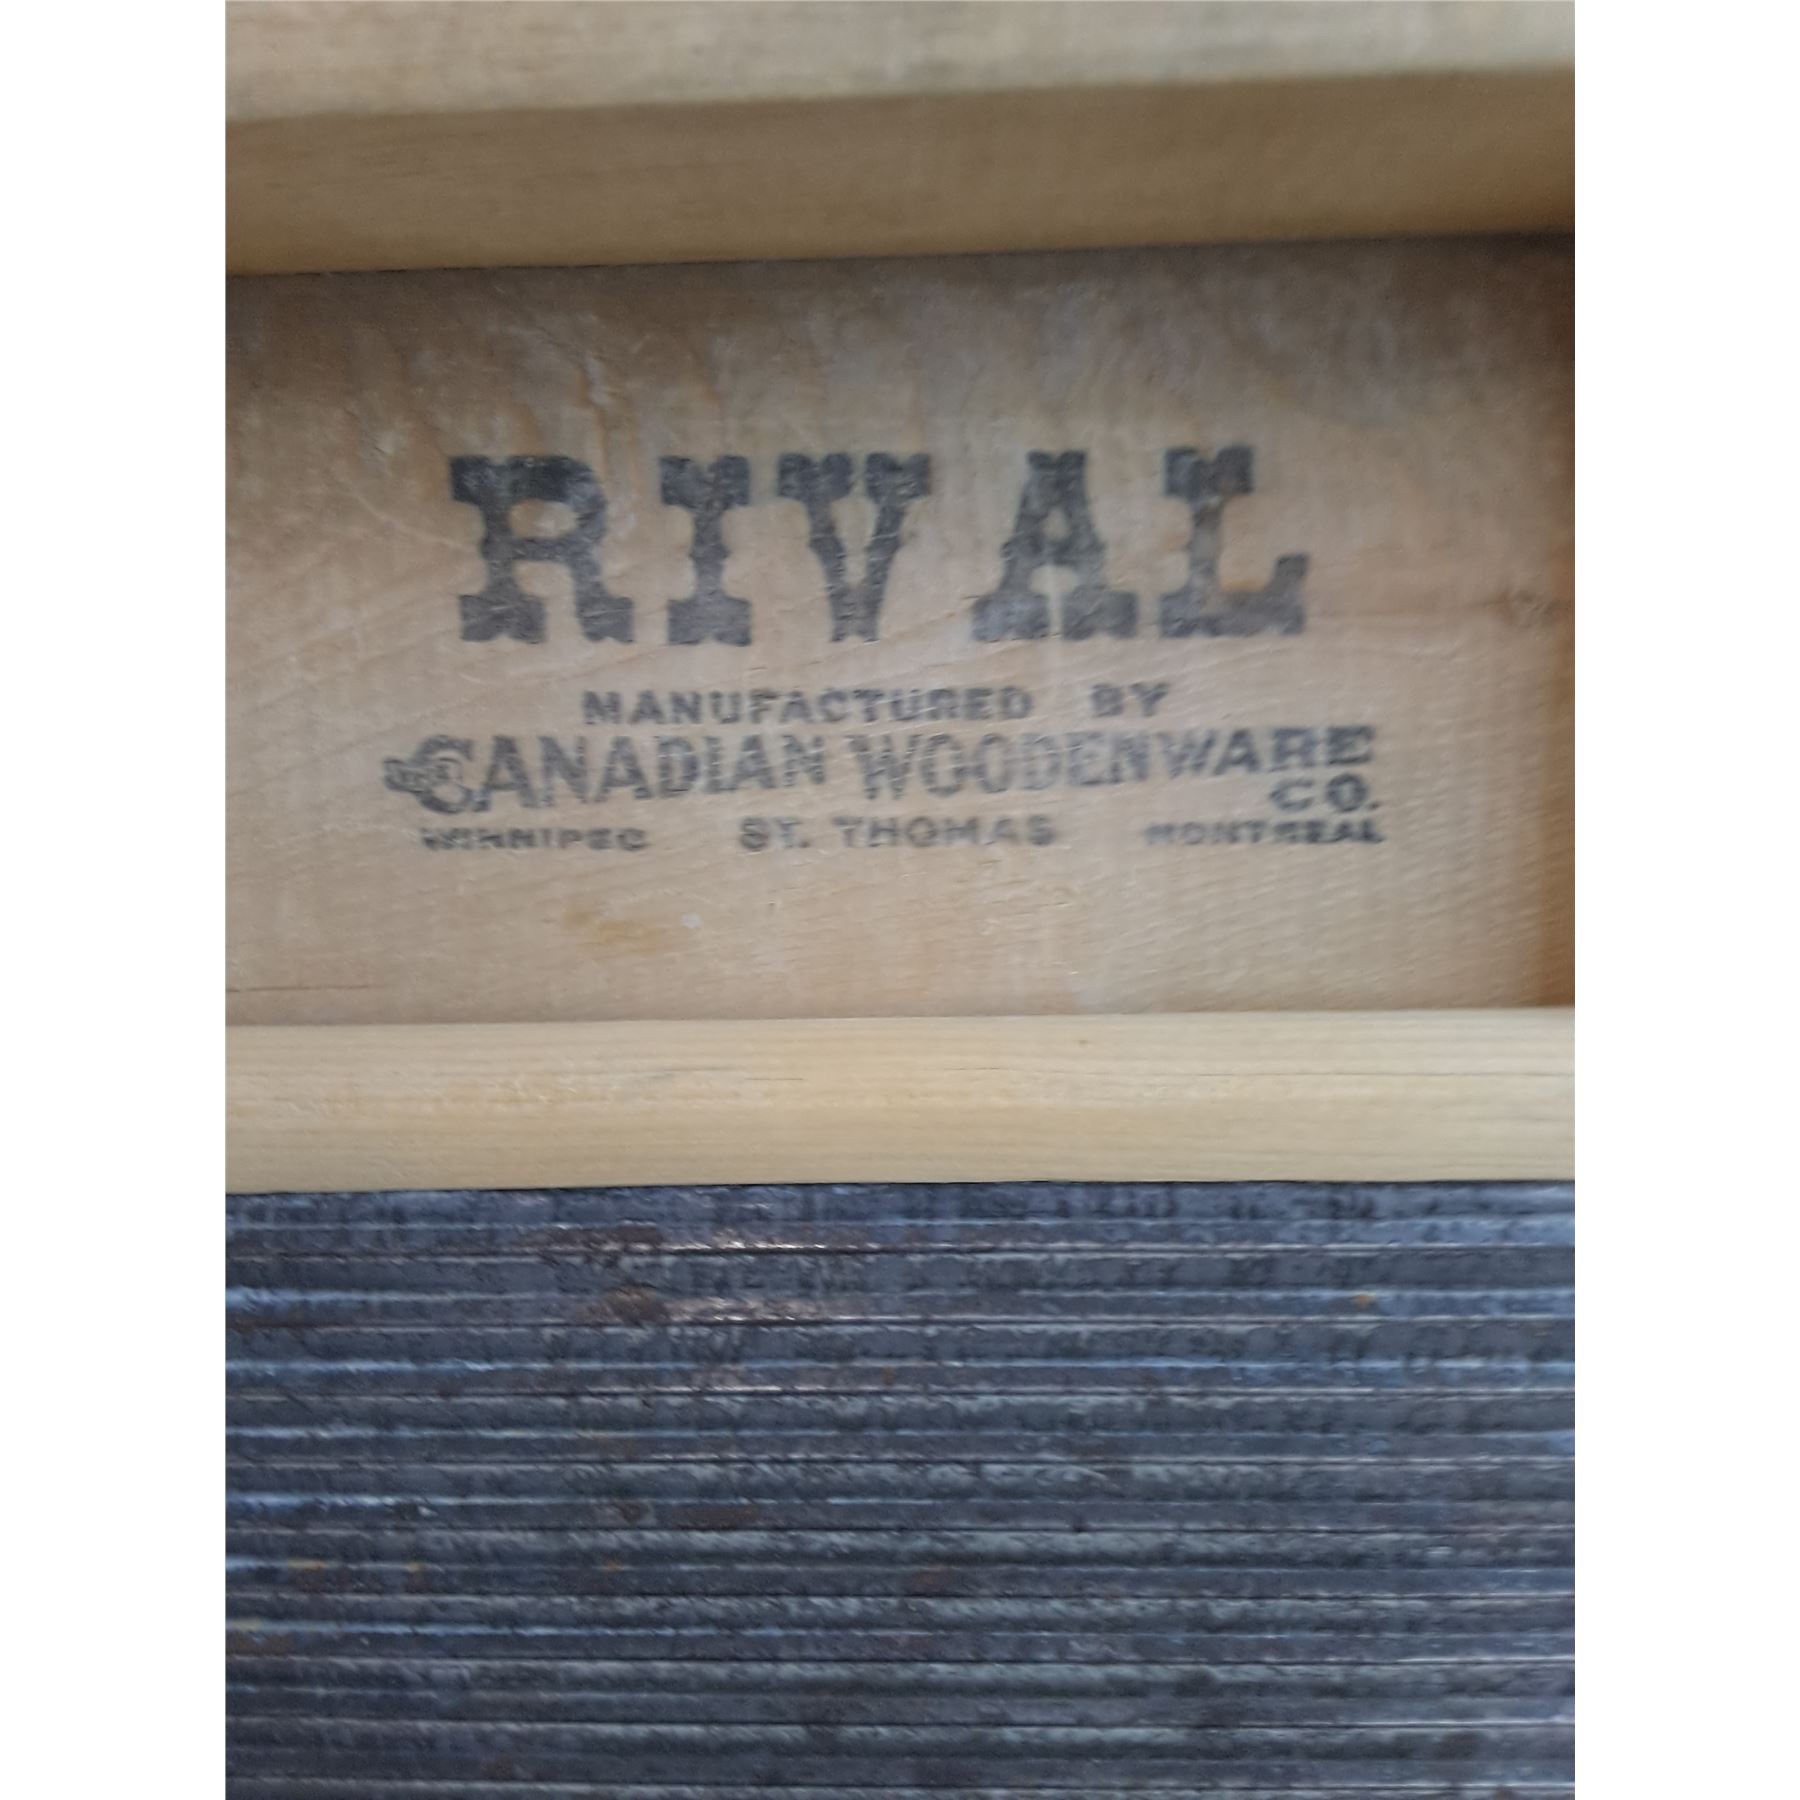 RIVAL
MANUFACTURED BY
THE CANADIAN WOODENWARE
CO.
WINNIPEG ST. THOMAS MONTREAL